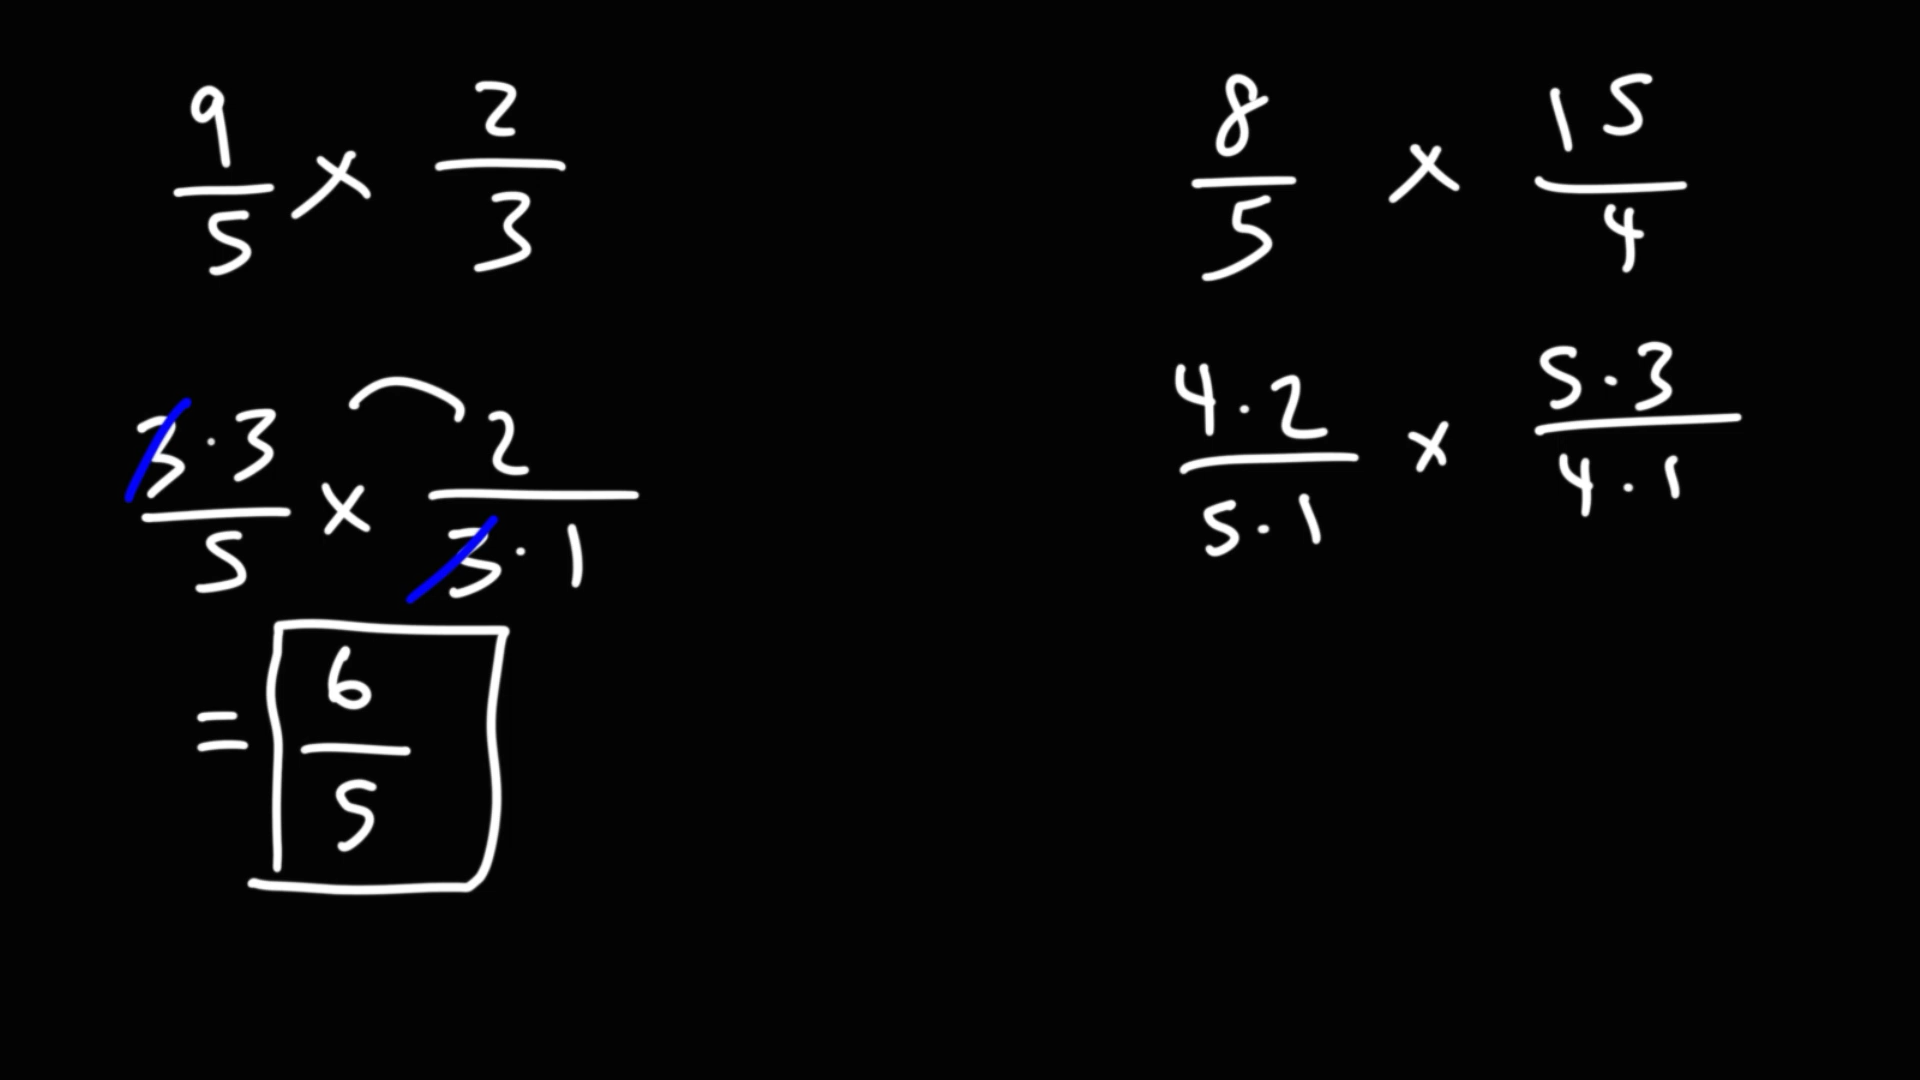 9/5 × 2/3
3·3/5 × 2/3·1
= 6/5
8/5 × 15/4
4·2/5·1 × 5·3/4·1